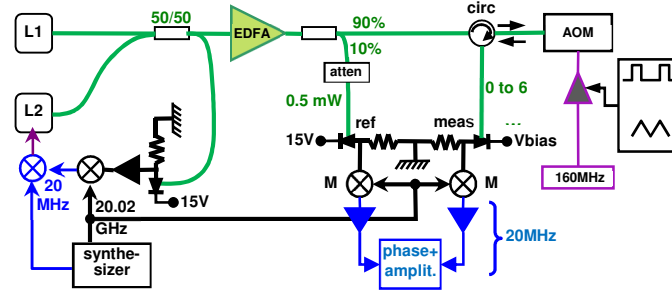 L1
50/50
EDFA
90%
10%
circ
AOM
atten
0.5 mW
0 to 6
...
L2
15V
ref
meas
Vbias
20
MHz
20.02
GHz
15V
M
M
160MHz
synthe-
sizer
phase+
amplit.
20MHz